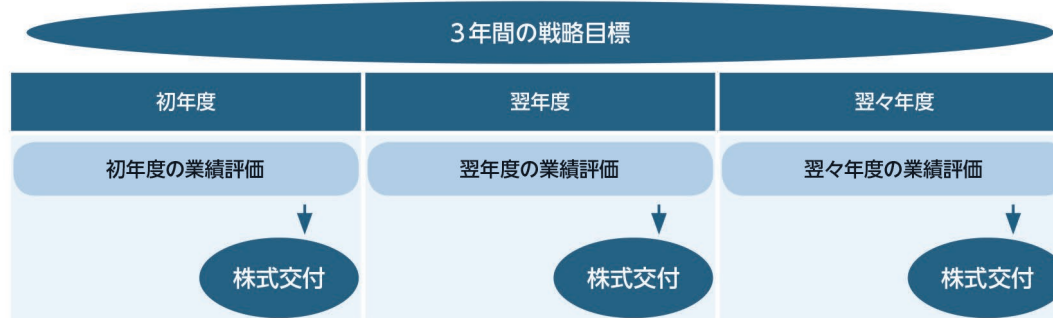 3年間の戦略目標
初年度
翌年度
翌々年度
初年度の業績評価
翌年度の業績評価
翌々年度の業績評価
株式交付
株式交付
株式交付